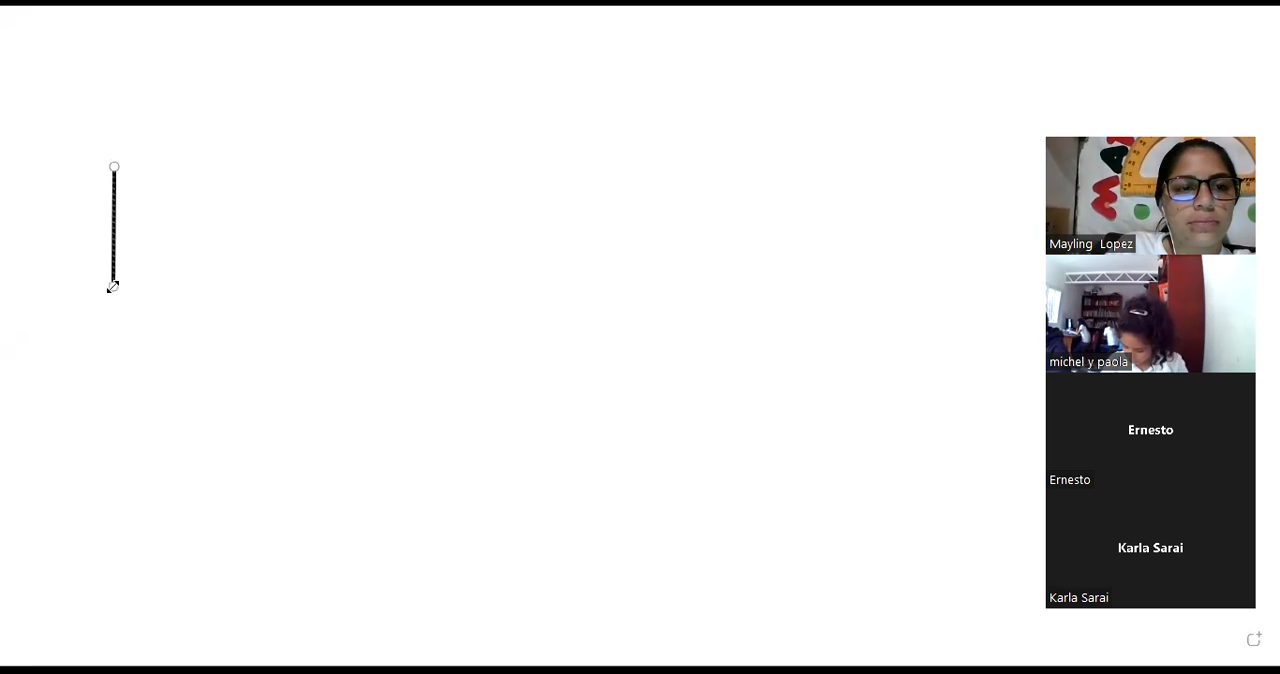 Mayling Lopez
michel y paola
Ernesto
Ernesto
Karla Sarai
Karla Sarai